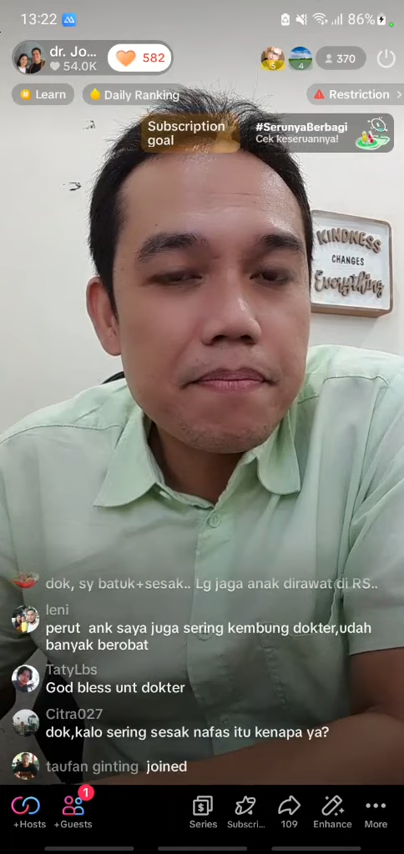 13:22
86%
dr. Jo...
54.0K
582
5
4
370
Learn
Daily Ranking
Restriction
Subscription
goal
#SerunyaBerbagi
Cek keseruannya!
KINDNESS
CHANGES
Everything
dok, sy batuk+sesak.. Lg jaga anak dirawat di RS..
leni
perut ank saya juga sering kembung dokter,udah
banyak berobat
TatyLbs
God bless unt dokter
Citra027
dok,kalo sering sesak nafas itu kenapa ya?
taufan ginting joined
1
+Hosts
+Guests
Series
Subscri...
109
Enhance
More